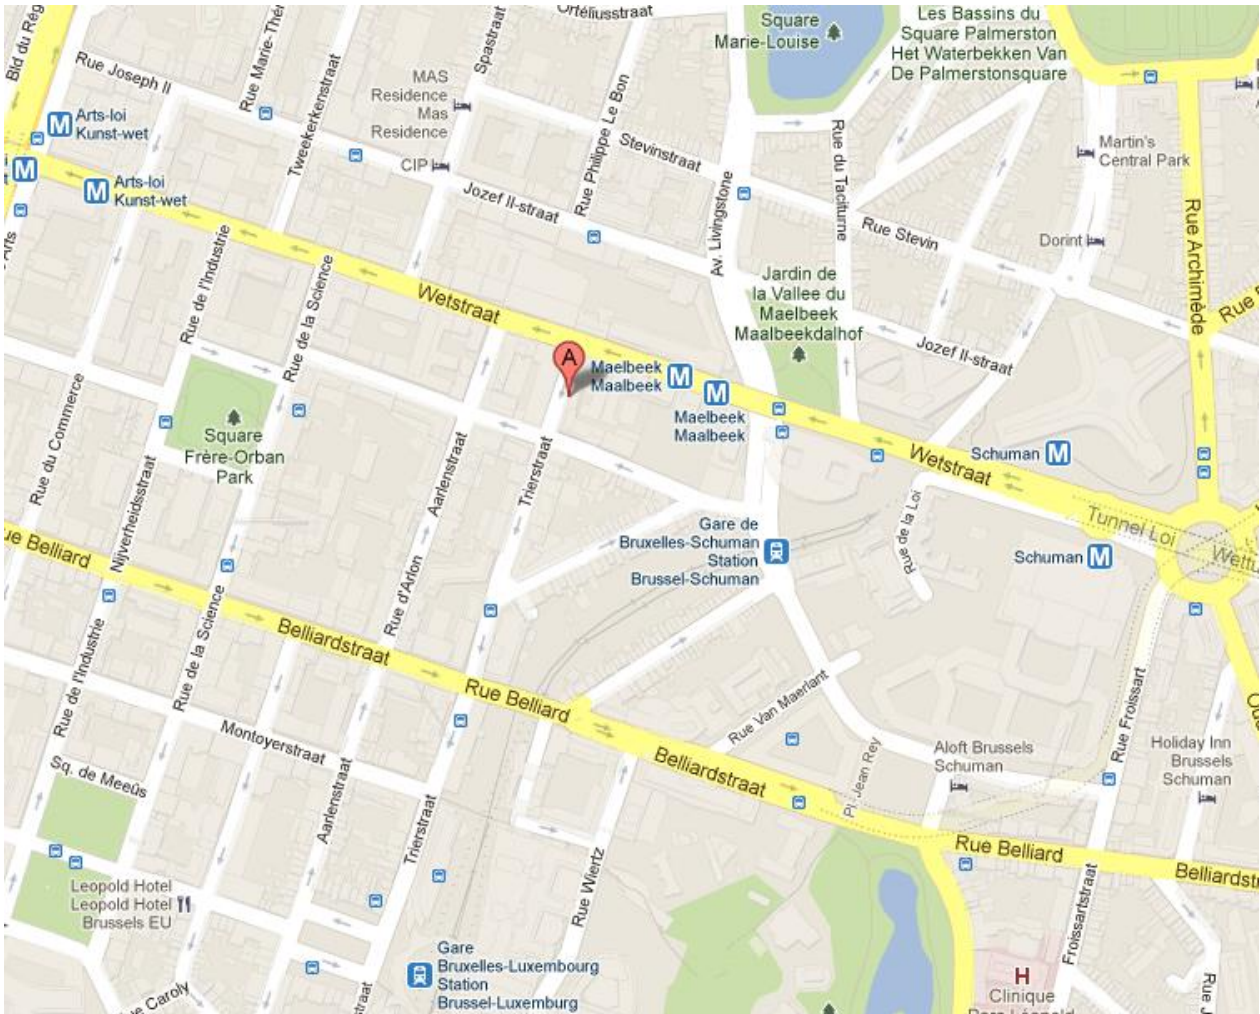 Ortéliusstraat
Square
Marie-Louise
Les Bassins du
Square Palmerston
Het Waterbekken Van
De Palmerstonsquare
Bld du Rég
Rue Marie-Thé
Spastraat
Rue Joseph II
MAS
Residence
Mas
Residence
Rue Philippe Le Bon
Tweekerkenstraat
Arts-loi
Kunst-wet
Stevinstraat
Rue du Taciturne
Martin's
Central Park
CIP
Arts-loi
Kunst-wet
Jozef II-straat
Av. Livingstone
Rue Stevin
Dorint
Rue Archimède
Arts
Rue de l'Industrie
Rue de la Science
Wetstraat
Jardin de
la Vallee du
Maelbeek
Maalbeekdalhof
Rue
Jozef II-straat
A
Maelbeek
Maalbeek
Maelbeek
Maalbeek
Rue du Commerce
Square
Frère-Orban
Park
Aarlenstraat
Trierstraat
Wetstraat
Schuman
Nijverheidsstraat
Rue de la Loi
Tunnel Loi
Wettu
Gare de
Bruxelles-Schuman
Station
Brussel-Schuman
Schuman
ue Belliard
Rue d'Arlon
Rue de l'Industrie
Rue de la Science
Belliardstraat
Rue Belliard
Rue Van Maerlant
Rue Froissart
Montoyerstraat
Sq. de Meeûs
Belliardstraat
Pl. Jean Rey
Aloft Brussels
Schuman
Holiday Inn
Brussels
Schuman
Aarlenstraat
Trierstraat
Rue Belliard
Belliardstr
Leopold Hotel
Leopold Hotel
Brussels EU
Rue Wiertz
Froissartstraat
Gare
Bruxelles-Luxembourg
Station
Brussel-Luxemburg
H
Clinique
Parc Léopold
ue Caroly
straat
Rue J